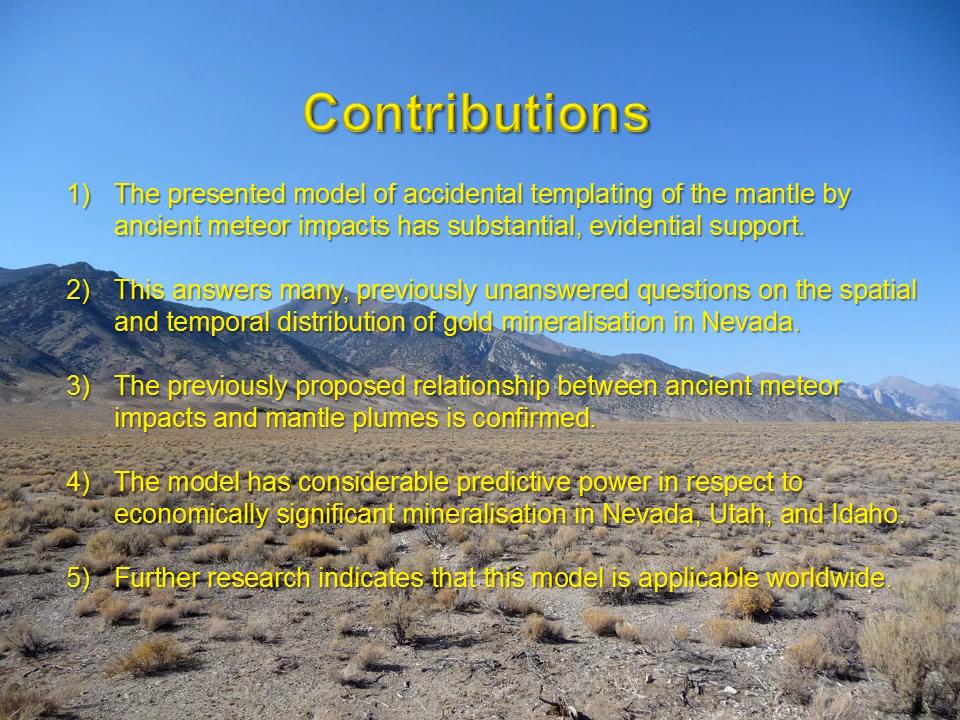 Contributions
1) The presented model of accidental templating of the mantle by
ancient meteor impacts has substantial, evidential support.
2) This answers many, previously unanswered questions on the spatial
and temporal distribution of gold mineralisation in Nevada.
3) The previously proposed relationship between ancient meteor
impacts and mantle plumes is confirmed.
4) The model has considerable predictive power in respect to
economically significant mineralisation in Nevada, Utah, and Idaho.
5) Further research indicates that this model is applicable worldwide.